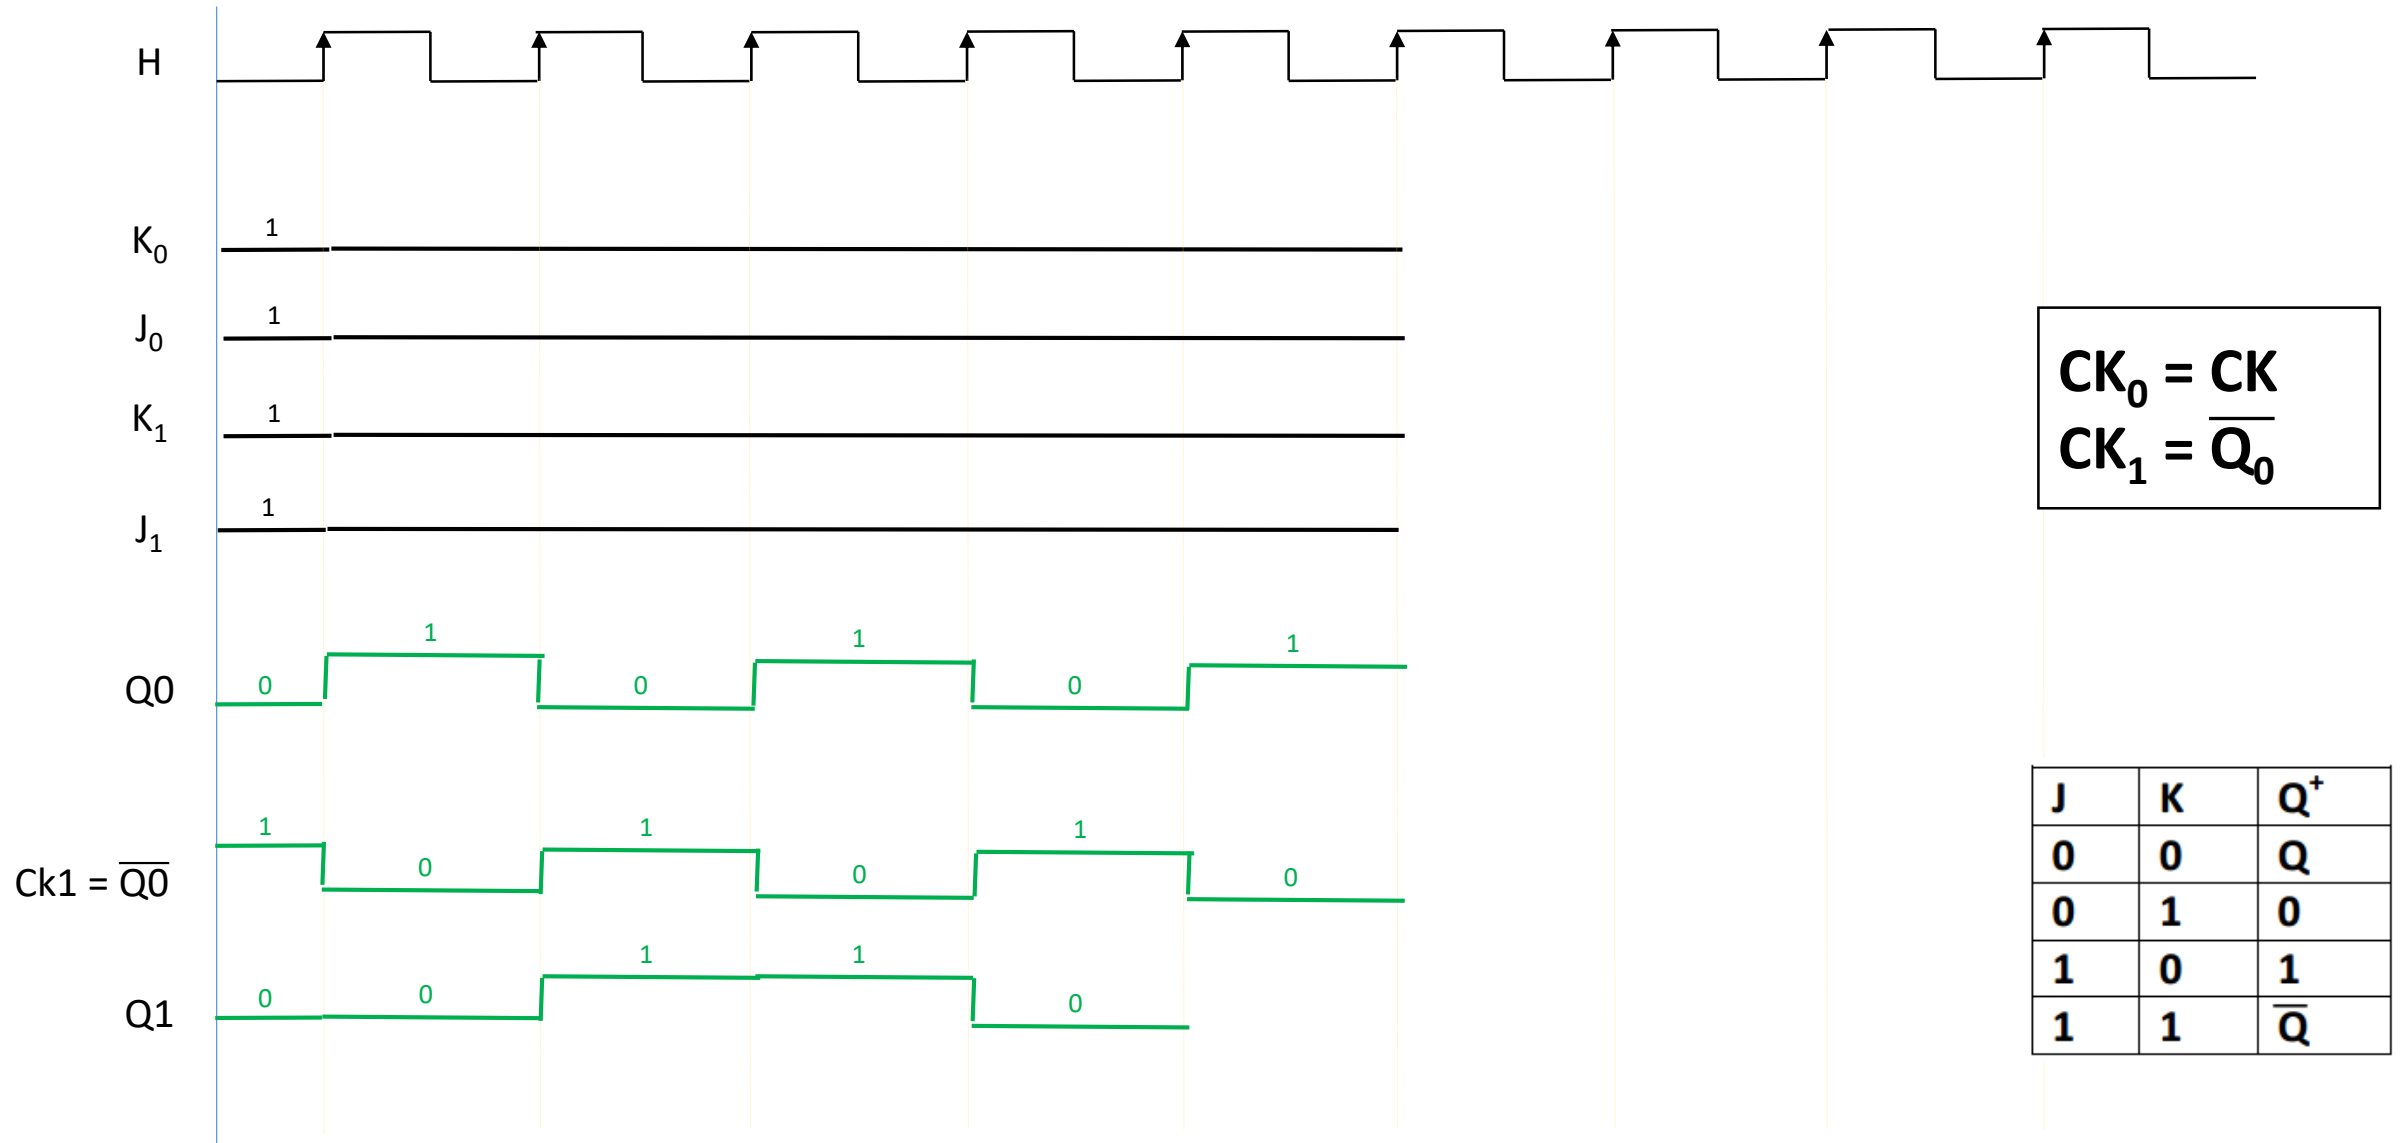 H
K₀ 1
J₀ 1
K₁ 1
J₁ 1
Q0 0 1 0 1 0 1
Ck1 = Q̅0̅ 1 0 1 0 1 0
Q1 0 0 1 1 0
CK₀ = CK
CK₁ = Q̅₀̅
J K Q⁺
0 0 Q
0 1 0
1 0 1
1 1 Q̅